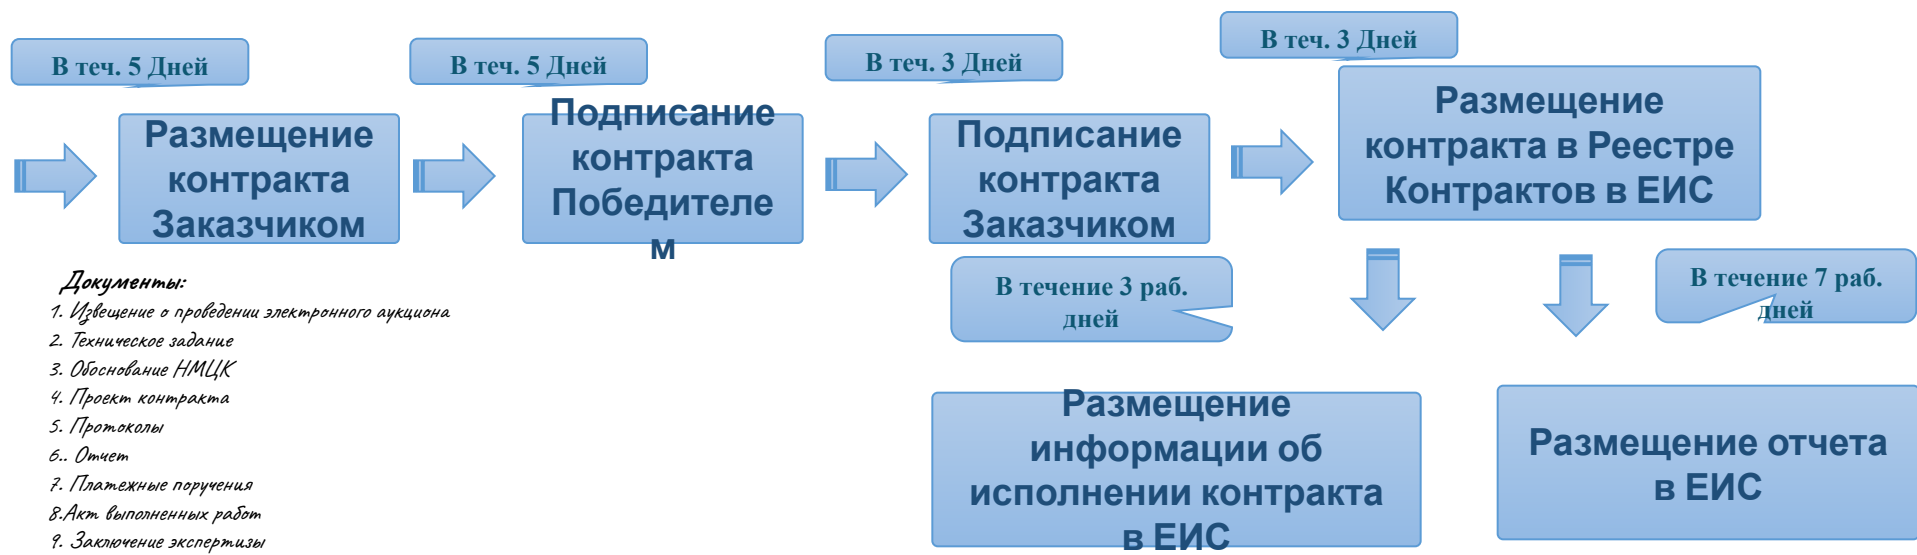 В теч. 5 Дней
В теч. 5 Дней
В теч. 3 Дней
В теч. 3 Дней
Размещение
контракта
Заказчиком
Подписание
контракта
Победителе
м
Подписание
контракта
Заказчиком
Размещение
контракта в Реестре
Контрактов в ЕИС
Документы:
1. Извещение о проведении электронного аукциона
2. Техническое задание
3. Обоснование НМЦК
4. Проект контракта
5. Протоколы
6.. Отчет
7. Платежные поручения
8.Акт выполненных работ
9. Заключение экспертизы
В течение 3 раб.
дней
В течение 7 раб.
дней
Размещение
информации об
исполнении контракта
в ЕИС
Размещение отчета
в ЕИС